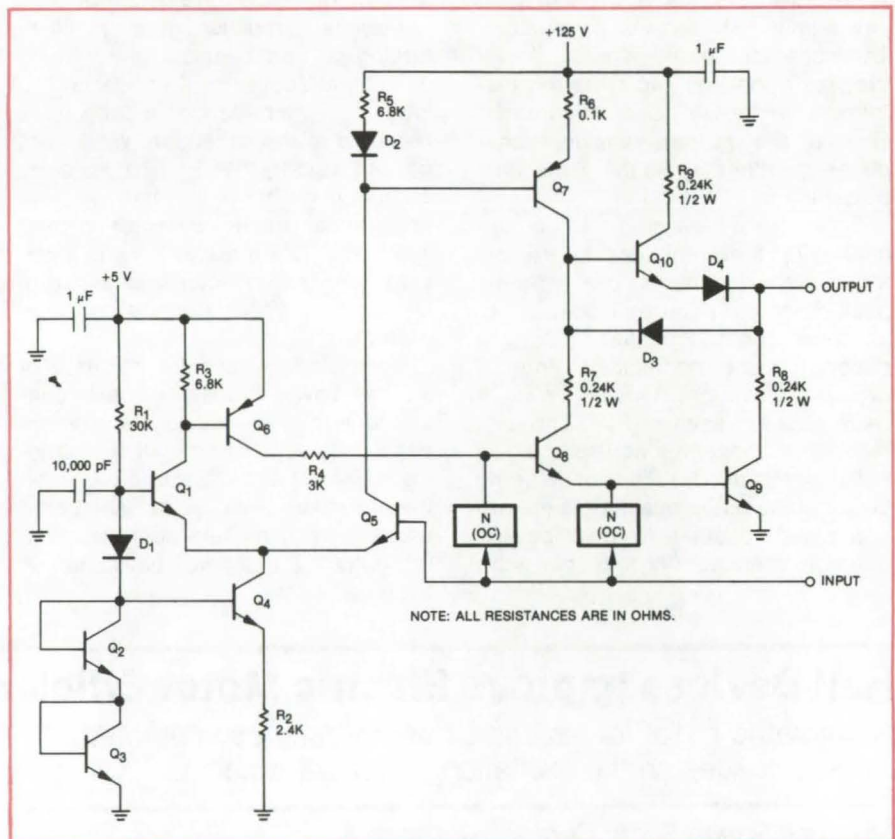 +125 V
1 µF
R5
6.8K
D2
R6
0.1K
Q7
R9
0.24K
1/2 W
Q10
D4
OUTPUT
D3
+5 V
1 µF
R3
6.8K
R1
30K
Q6
10,000 pF
Q1
R4
3K
R7
0.24K
1/2 W
R8
0.24K
1/2 W
Q8
Q9
D1
Q5
N
(OC)
N
(OC)
INPUT
Q4
NOTE: ALL RESISTANCES ARE IN OHMS.
Q2
Q3
R2
2.4K